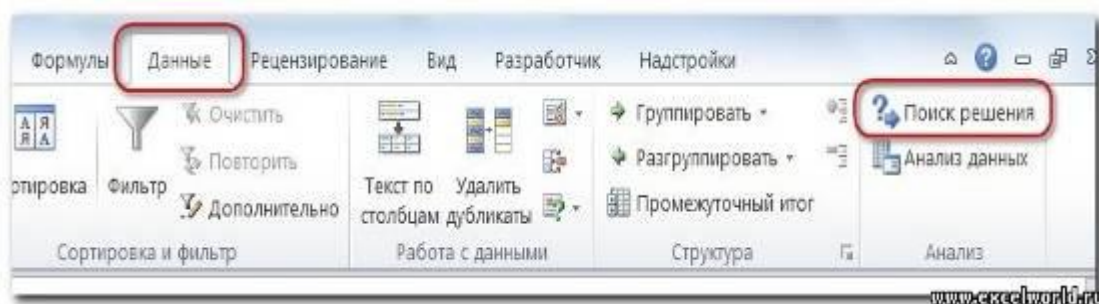 Формулы Данные Рецензирование Вид Разработчик Надстройки
Очистить Группировать Поиск решения
Повторить Разгруппировать Анализ данных
ртировка Фильтр Дополнительно Текст по столбцам Удалить дубликаты Промежуточный итог
Сортировка и фильтр Работа с данными Структура Анализ
www.excelworld.ru